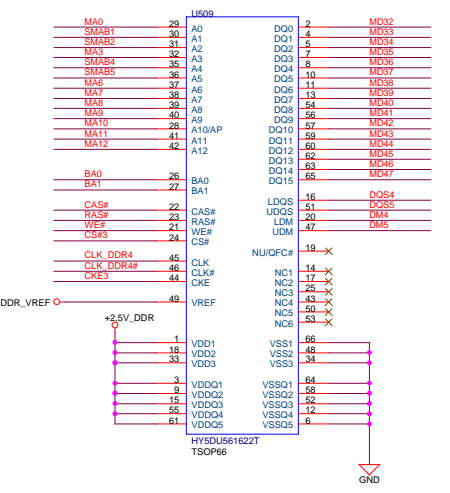 U509
MA0 29 A0 DQ0 2 MD32
SMAB1 30 A1 DQ1 4 MD33
SMAB2 31 A2 DQ2 5 MD34
MA3 32 A3 DQ3 7 MD35
SMAB4 35 A4 DQ4 8 MD36
SMAB5 36 A5 DQ5 10 MD37
MA6 37 A6 DQ6 11 MD38
MA7 38 A7 DQ7 13 MD39
MA8 39 A8 DQ8 54 MD40
MA9 40 A9 DQ9 56 MD41
MA10 28 A10/AP DQ10 57 MD42
MA11 41 A11 DQ11 59 MD43
MA12 42 A12 DQ12 60 MD44
DQ13 62 MD45
DQ14 63 MD46
BA0 26 BA0 DQ15 65 MD47
BA1 27 BA1
LDQS 16 DQS4
CAS# 22 CAS# UDQS 51 DQS5
RAS# 23 RAS# LDM 20 DM4
WE# 21 WE# UDM 47 DM5
CS#3 24 CS#
NU/QFC# 19
CLK_DDR4 45 CLK
CLK_DDR4# 46 CLK# NC1 14
CKE3 44 CKE NC2 17
NC3 25
DDR_VREF 49 VREF NC4 43
NC5 50
+2.5V_DDR NC6 53
1 VDD1 VSS1 66
18 VDD2 VSS2 48
33 VDD3 VSS3 34
3 VDDQ1 VSSQ1 64
9 VDDQ2 VSSQ2 58
15 VDDQ3 VSSQ3 52
55 VDDQ4 VSSQ4 12
61 VDDQ5 VSSQ5 6
HY5DU561622T
TSOP66
GND